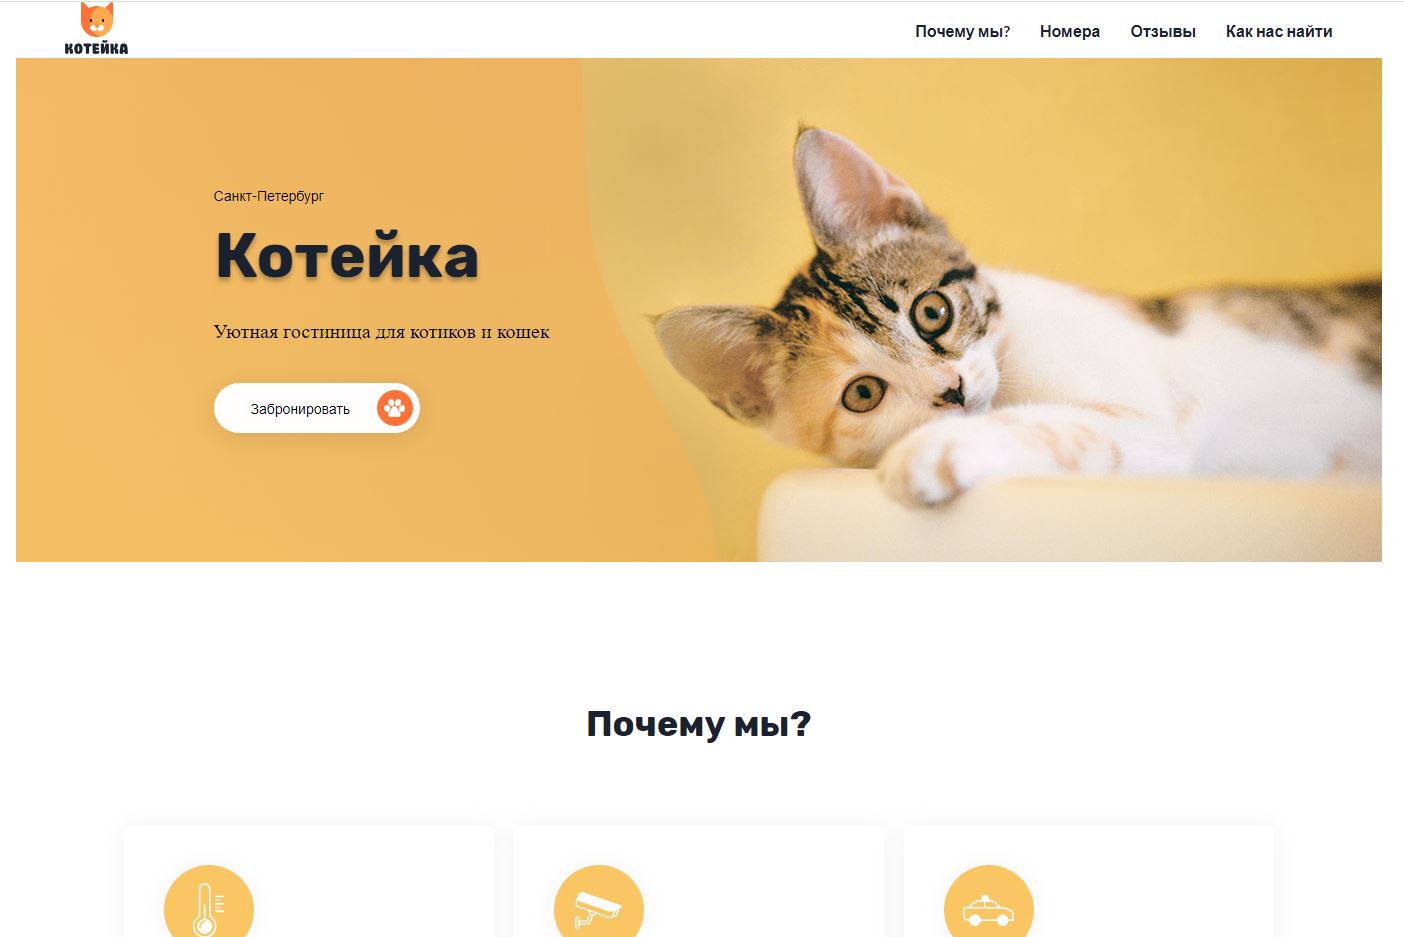 КОТЕЙКА
Почему мы? Номера Отзывы Как нас найти
Санкт-Петербург
Котейка
Уютная гостиница для котиков и кошек
Забронировать
Почему мы?